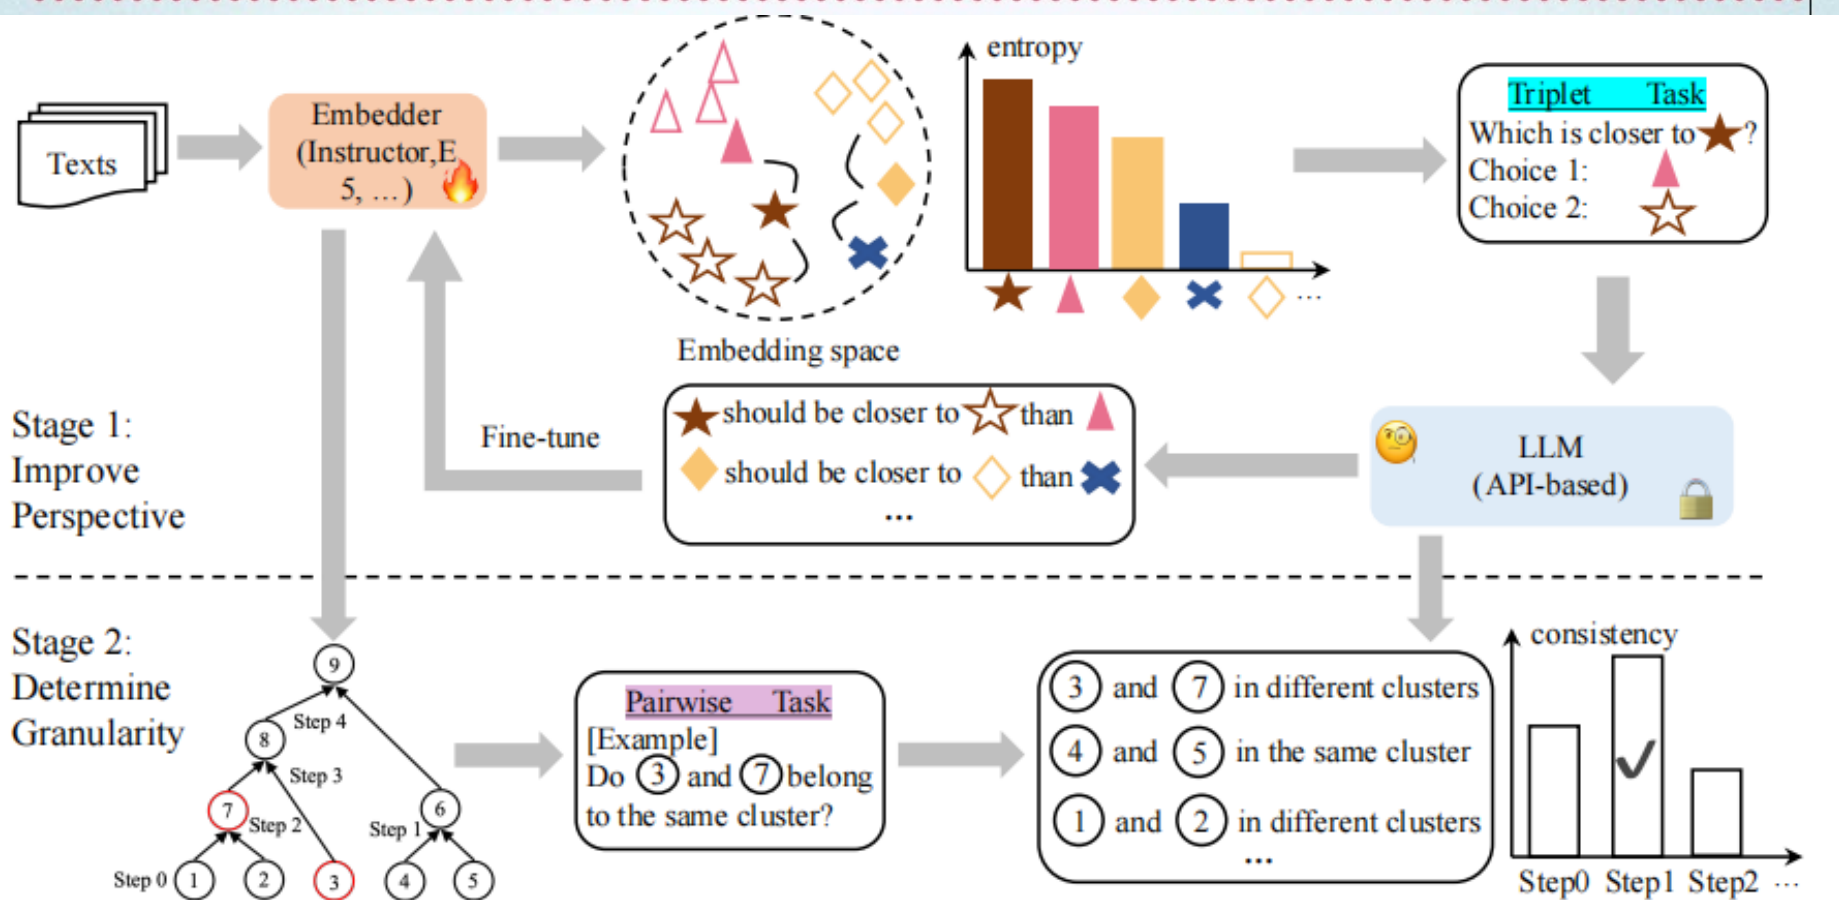 Texts
Embedder
(Instructor,E
5, ...)
Embedding space
entropy
...
Triplet Task
Which is closer to ?
Choice 1:
Choice 2:
LLM
(API-based)
should be closer to than
should be closer to than
...
Fine-tune
Stage 1:
Improve
Perspective
Stage 2:
Determine
Granularity
9
Step 4
8
Step 3
7
Step 2
6
Step 1
Step 0 1 2 3 4 5
Pairwise Task
[Example]
Do 3 and 7 belong
to the same cluster?
3 and 7 in different clusters
4 and 5 in the same cluster
1 and 2 in different clusters
...
consistency
Step0 Step1 Step2 ...